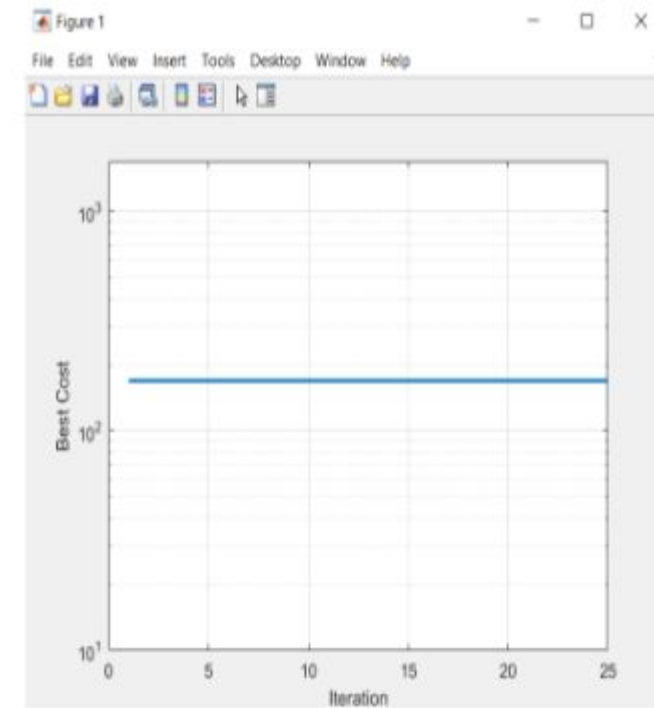 Figure 1
File Edit View Insert Tools Desktop Window Help
10³
10²
10¹
Best Cost
0 5 10 15 20 25
Iteration